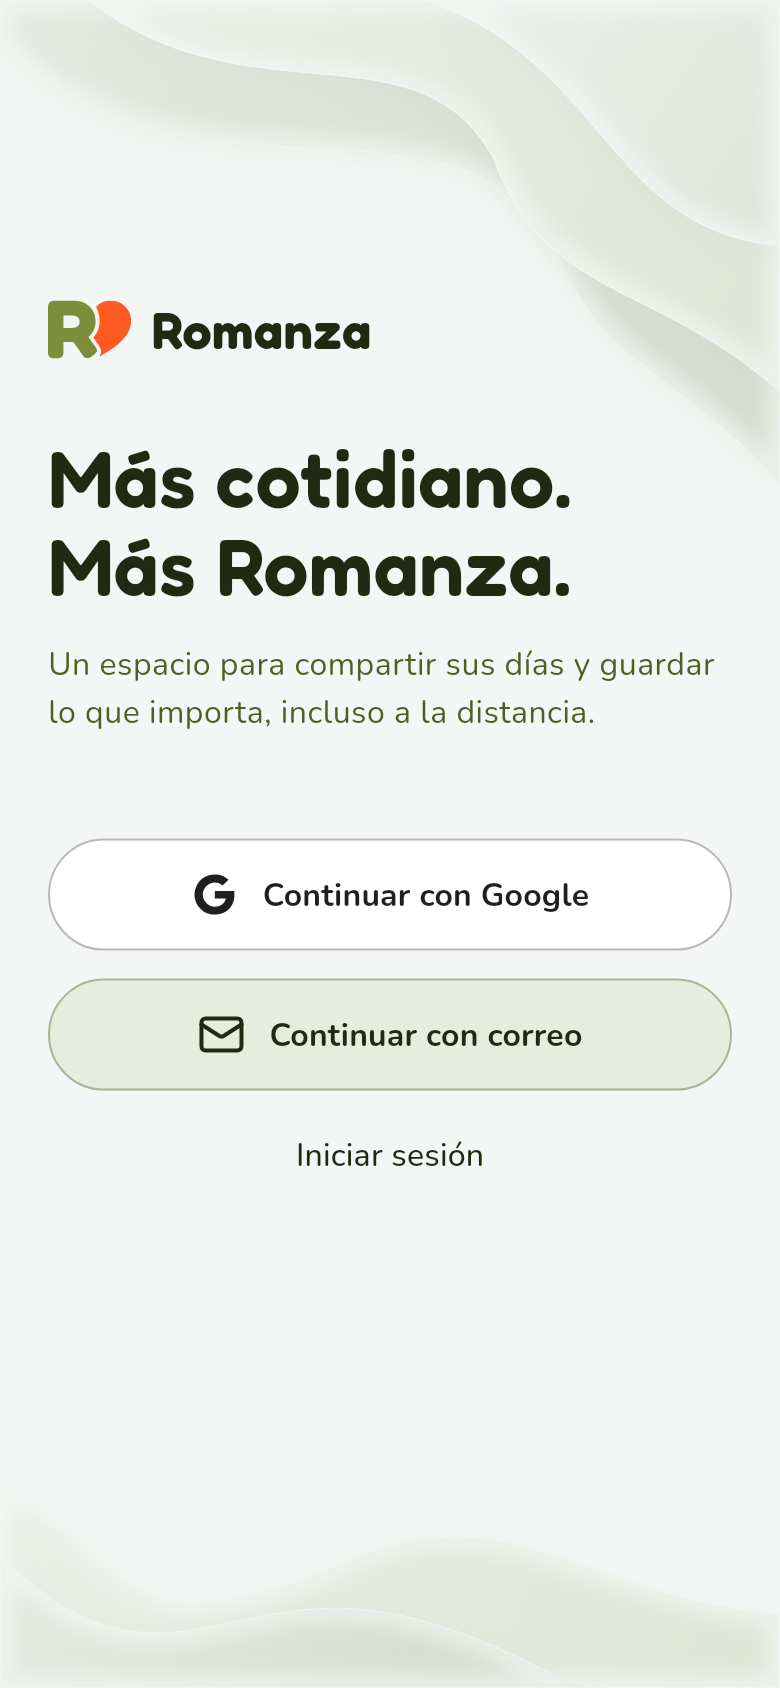 Romanza
Más cotidiano.
Más Romanza.
Un espacio para compartir sus días y guardar
lo que importa, incluso a la distancia.
Continuar con Google
Continuar con correo
Iniciar sesión